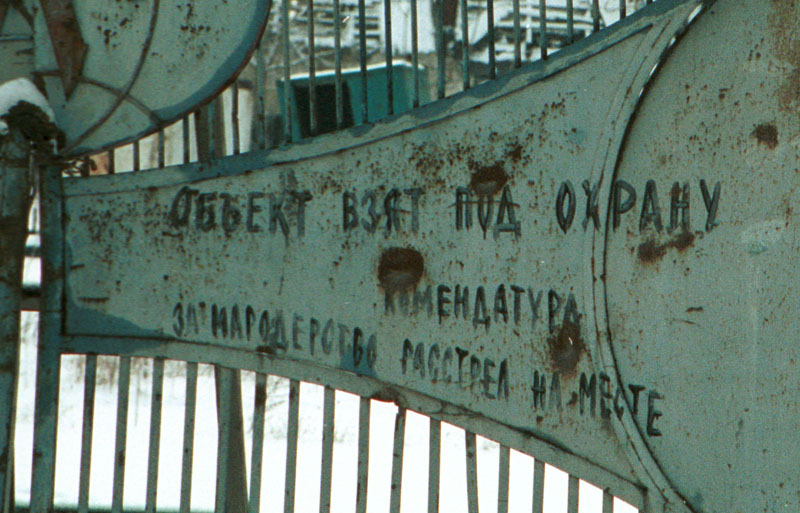 ОБЪЕКТ ВЗЯТ ПОД ОХРАНУ
КОМЕНДАТУРА
ЗА МАРОДЕРСТВО РАССТРЕЛ НА МЕСТЕ